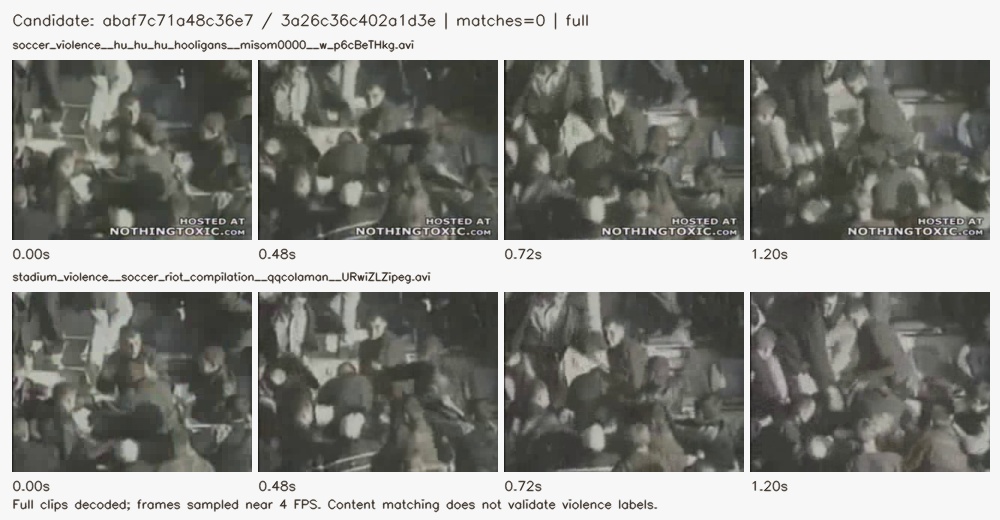 Candidate: abaf7c71a48c36e7 / 3a26c36c402a1d3e | matches=0 | full
soccer_violence__hu_hu_hu_hooligans__misom0000__w_p6cBeTHkg.avi
HOSTED AT HOSTED AT HOSTED AT HOSTED AT
NOTHINGTOXIC.COM NOTHINGTOXIC.COM NOTHINGTOXIC.COM NOTHINGTOXIC.COM
0.00s 0.48s 0.72s 1.20s
stadium_violence__soccer_riot_compilation__qqcolaman__URwiZLZipeg.avi
0.00s 0.48s 0.72s 1.20s
Full clips decoded; frames sampled near 4 FPS. Content matching does not validate violence labels.